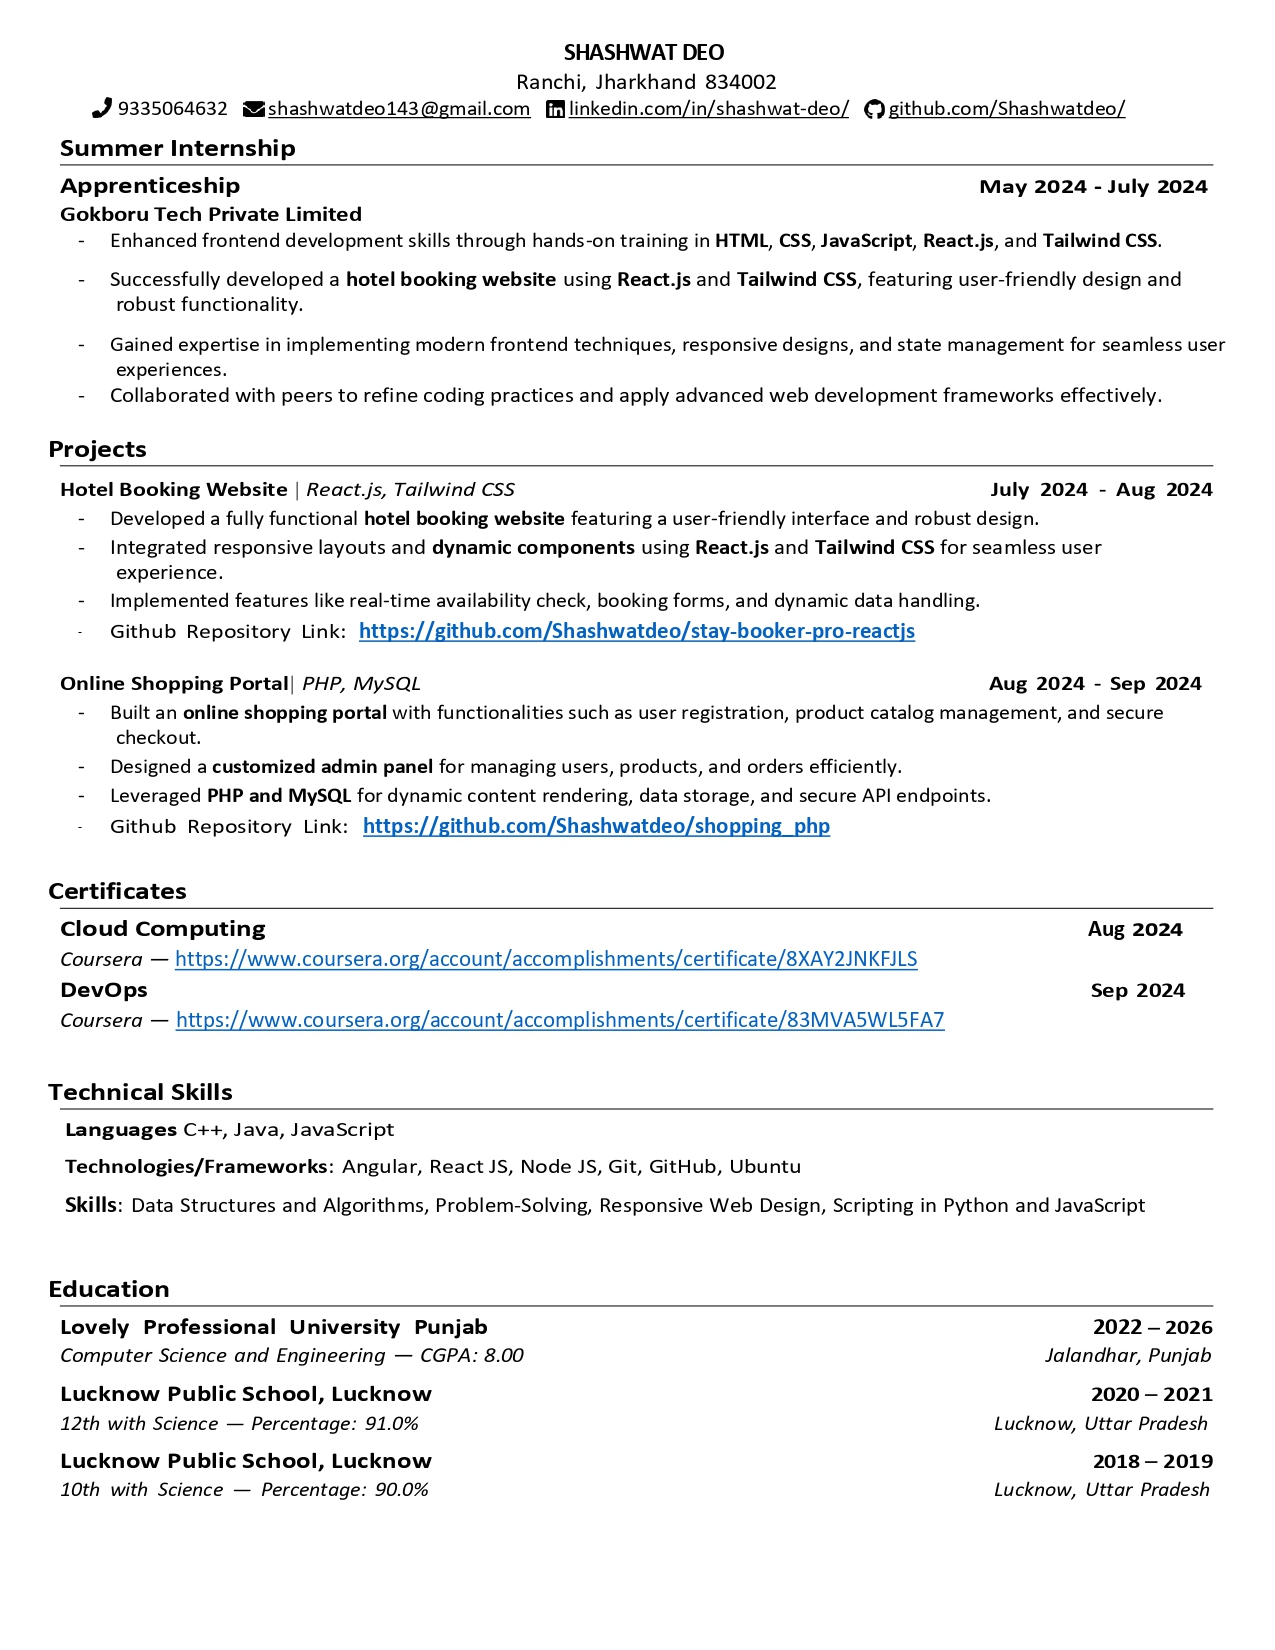 SHASHWAT DEO
Ranchi, Jharkhand 834002
9335064632 shashwatdeo143@gmail.com linkedin.com/in/shashwat-deo/ github.com/Shashwatdeo/
Summer Internship
Apprenticeship May 2024 - July 2024
Gokboru Tech Private Limited
- Enhanced frontend development skills through hands-on training in HTML, CSS, JavaScript, React.js, and Tailwind CSS.
- Successfully developed a hotel booking website using React.js and Tailwind CSS, featuring user-friendly design and
robust functionality.
- Gained expertise in implementing modern frontend techniques, responsive designs, and state management for seamless user
experiences.
- Collaborated with peers to refine coding practices and apply advanced web development frameworks effectively.
Projects
Hotel Booking Website | React.js, Tailwind CSS July 2024 - Aug 2024
- Developed a fully functional hotel booking website featuring a user-friendly interface and robust design.
- Integrated responsive layouts and dynamic components using React.js and Tailwind CSS for seamless user
experience.
- Implemented features like real-time availability check, booking forms, and dynamic data handling.
- Github Repository Link: https://github.com/Shashwatdeo/stay-booker-pro-reactjs
Online Shopping Portal| PHP, MySQL Aug 2024 - Sep 2024
- Built an online shopping portal with functionalities such as user registration, product catalog management, and secure
checkout.
- Designed a customized admin panel for managing users, products, and orders efficiently.
- Leveraged PHP and MySQL for dynamic content rendering, data storage, and secure API endpoints.
- Github Repository Link: https://github.com/Shashwatdeo/shopping_php
Certificates
Cloud Computing Aug 2024
Coursera — https://www.coursera.org/account/accomplishments/certificate/8XAY2JNKFJLS
DevOps Sep 2024
Coursera — https://www.coursera.org/account/accomplishments/certificate/83MVA5WL5FA7
Technical Skills
Languages C++, Java, JavaScript
Technologies/Frameworks: Angular, React JS, Node JS, Git, GitHub, Ubuntu
Skills: Data Structures and Algorithms, Problem-Solving, Responsive Web Design, Scripting in Python and JavaScript
Education
Lovely Professional University Punjab 2022 – 2026
Computer Science and Engineering — CGPA: 8.00 Jalandhar, Punjab
Lucknow Public School, Lucknow 2020 – 2021
12th with Science — Percentage: 91.0% Lucknow, Uttar Pradesh
Lucknow Public School, Lucknow 2018 – 2019
10th with Science — Percentage: 90.0% Lucknow, Uttar Pradesh